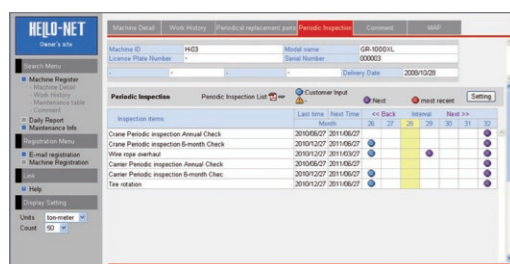 HELLO-NET
Owner's site
Machine Detail Work History Periodical replacement parts Periodic Inspection Comment MAP
Machine ID H-03 Model name GR-1000XL
License Plate Number - Serial Number 000003
- - - - Delivery Date 2008/10/28
Search Menu
Machine Register
- Machine Detail
- Work History
- Maintenance table
- Comment
Daily Report
Maintenance Info
Registration Menu
E-mail registration
Machine Registration
Link
Help
Display Setting
Units ton-meter
Count 50
Periodic Inspection Periodic Inspection List Customer Input - Next most recent Setting
Inspection items Last time Next Time << Back Interval Next >>
Month 26 27 28 29 30 31 32
Crane Periodic inspection Annual Check 2010/06/27 2011/06/27
Crane Periodic inspection 6-month Check 2010/12/27 2011/06/27
Wire rope overhaul 2010/12/27 2011/03/27
Carrier Periodic inspection Annual Check 2010/06/27 2011/06/27
Carrier Periodic inspection 6-month Chec 2010/12/27 2011/06/27
Tire rotation 2010/12/27 2011/06/27